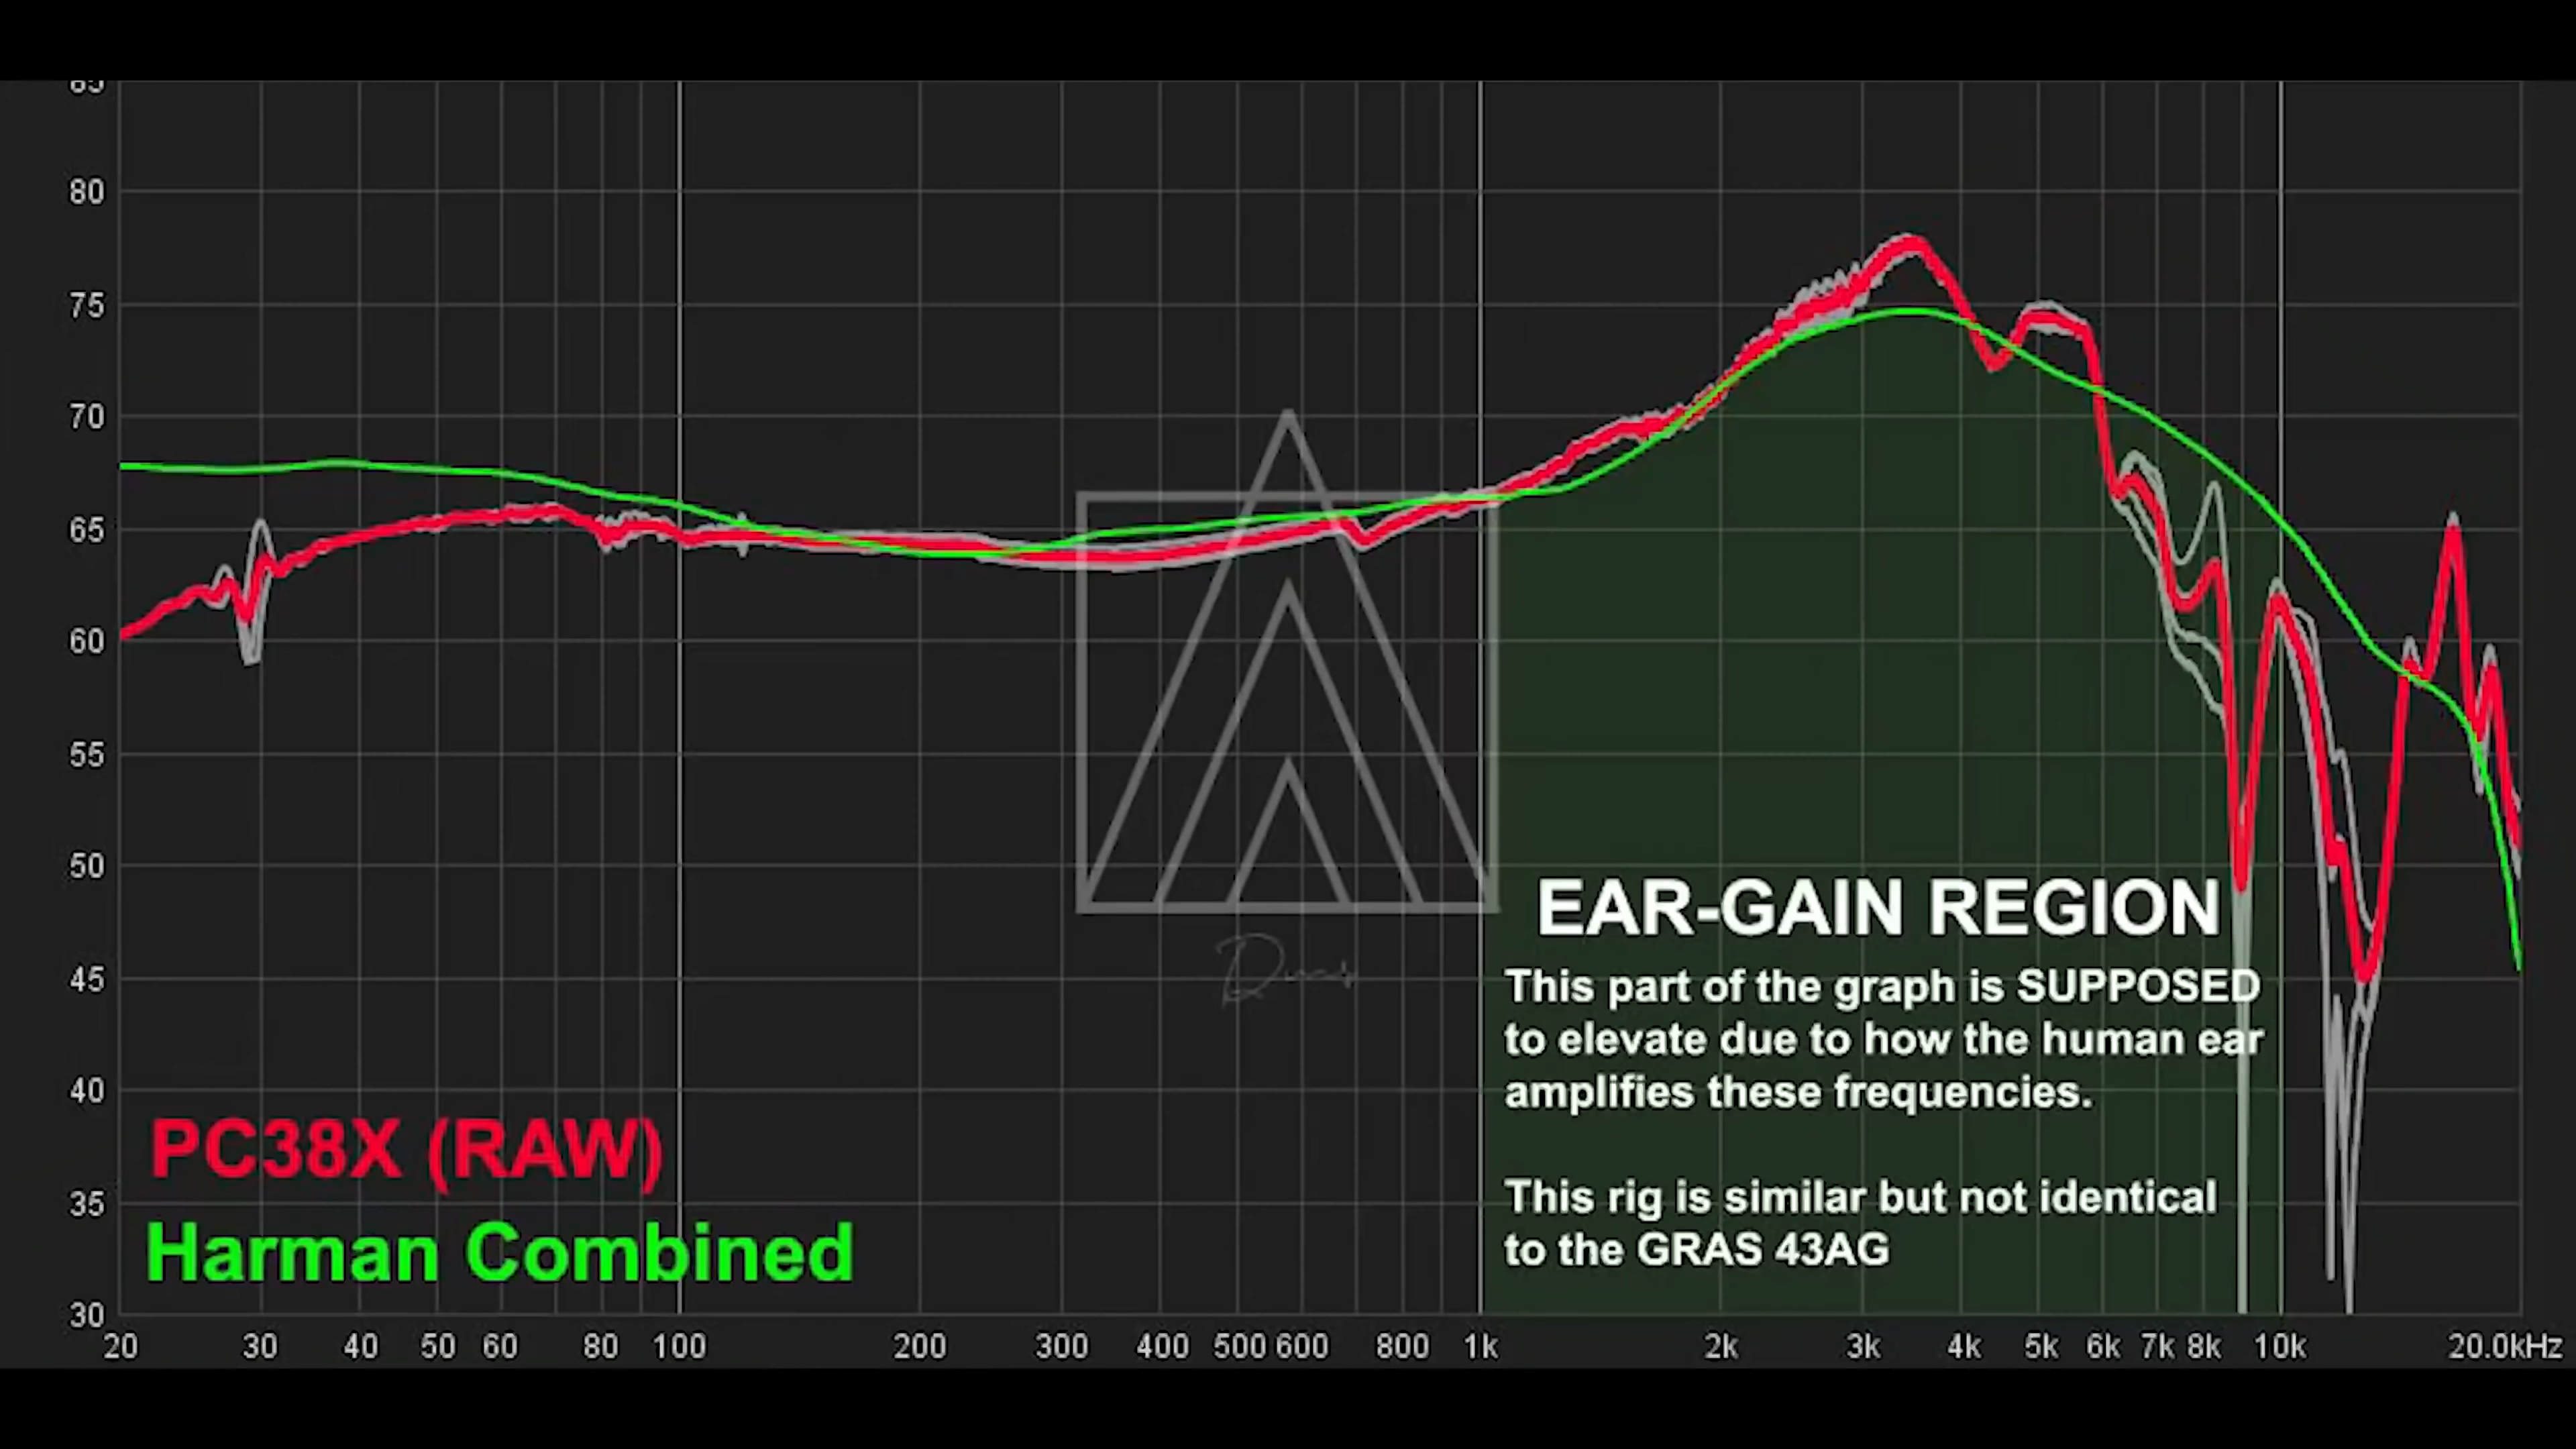 85
80
75
70
65
60
55
50
45
40
35
30
EAR-GAIN REGION
This part of the graph is SUPPOSED
to elevate due to how the human ear
amplifies these frequencies.
This rig is similar but not identical
to the GRAS 43AG
PC38X (RAW)
Harman Combined
20 30 40 50 60 80 100 200 300 400 500 600 800 1k 2k 3k 4k 5k 6k 7k 8k 10k 20.0kHz